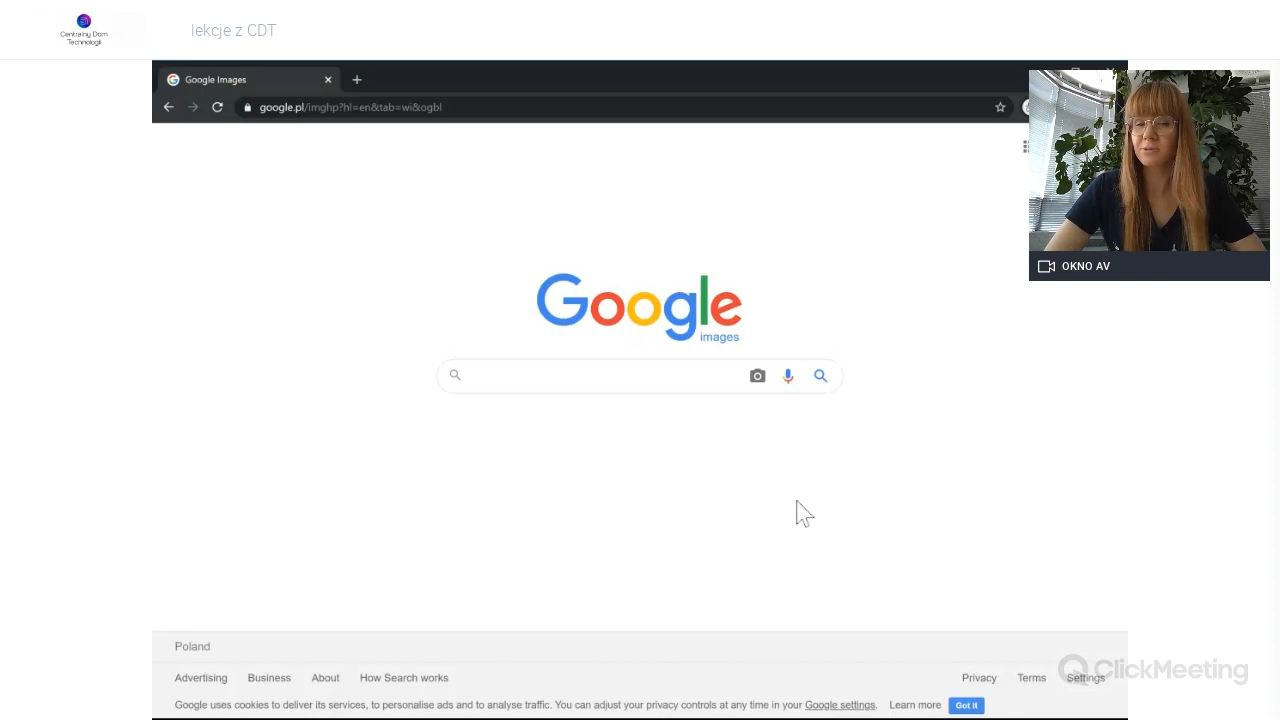 Centralny Dom
Technologii
lekcje z CDT
Google Images
google.pl/imghp?hl=en&tab=wi&ogbl
OKNO AV
Google
images
Poland
Advertising Business About How Search works Privacy Terms Settings
ClickMeeting
Google uses cookies to deliver its services, to personalise ads and to analyse traffic. You can adjust your privacy controls at any time in your Google settings. Learn more Got it